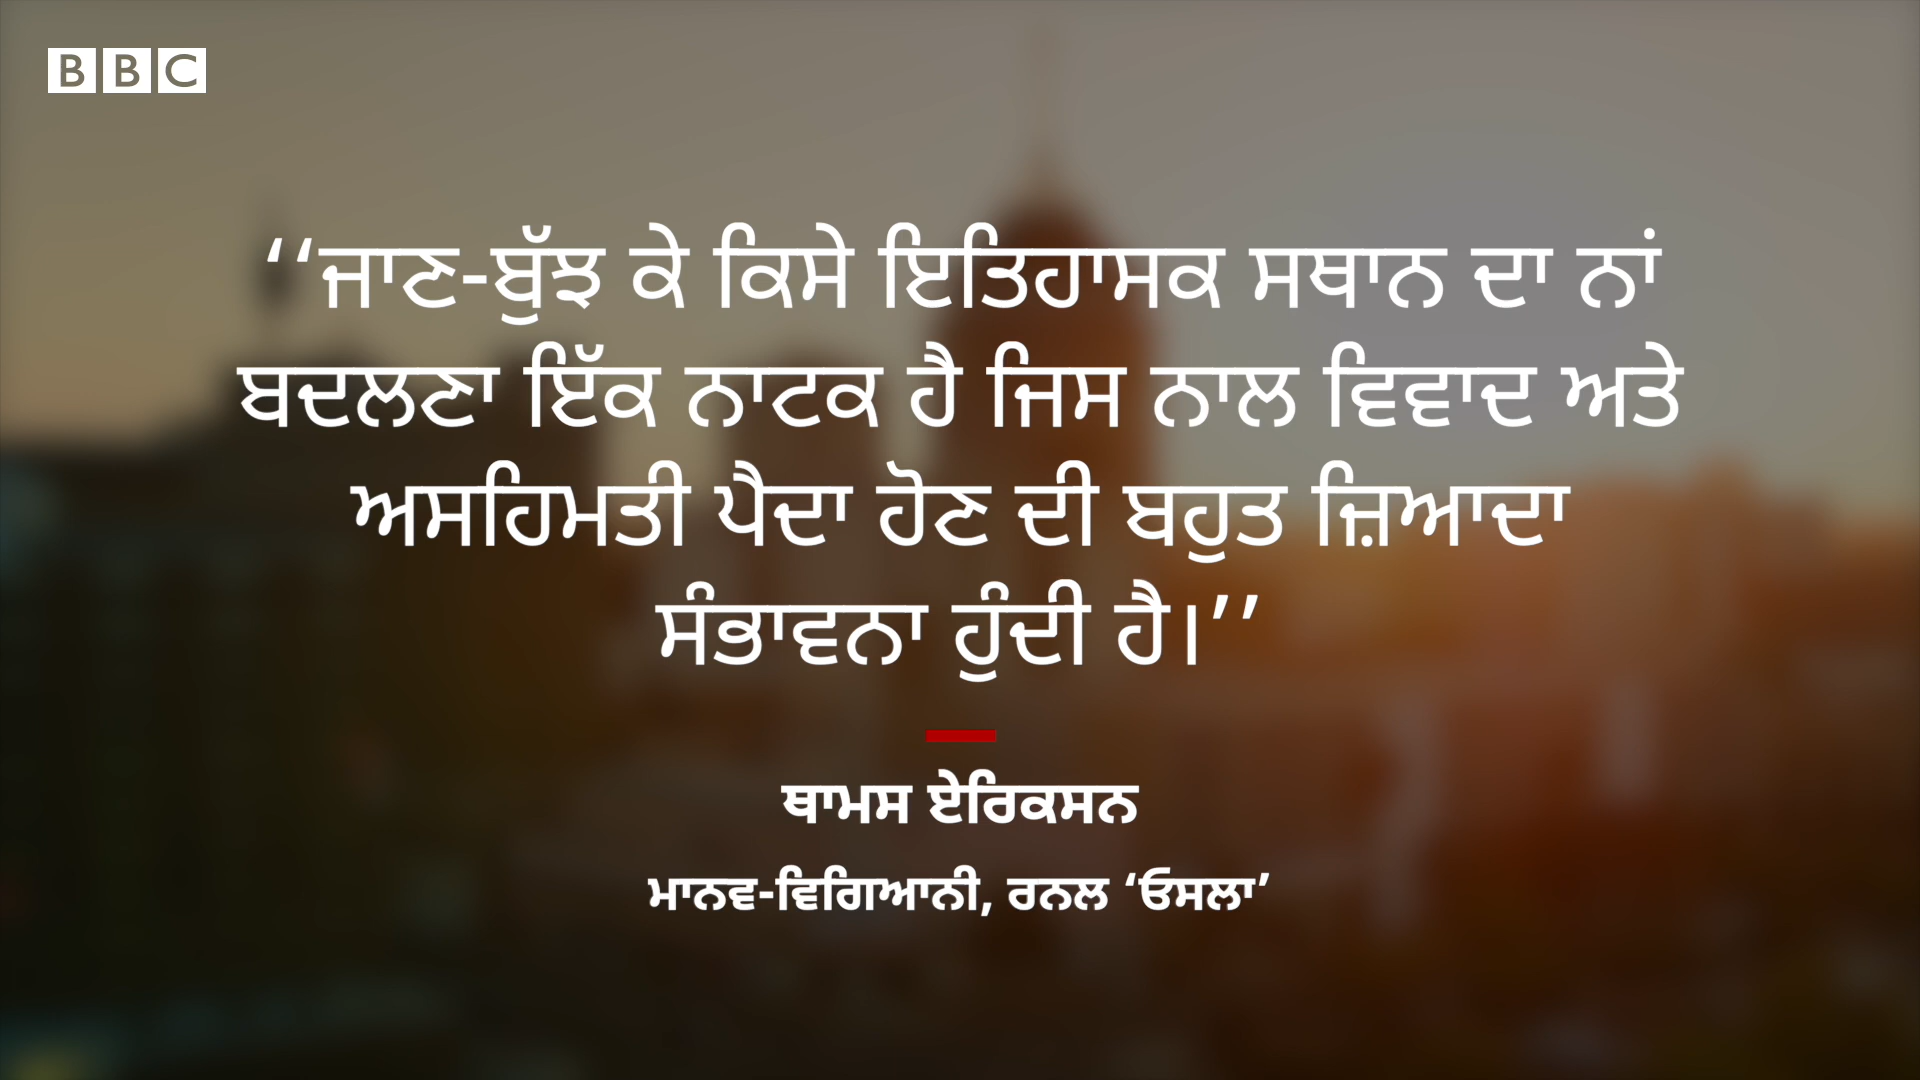 BBC
‘‘ਜਾਣ-ਬੁੱਝ ਕੇ ਕਿਸੇ ਇਤਿਹਾਸਕ ਸਥਾਨ ਦਾ ਨਾਂ
ਬਦਲਣਾ ਇੱਕ ਨਾਟਕ ਹੈ ਜਿਸ ਨਾਲ ਵਿਵਾਦ ਅਤੇ
ਅਸਹਿਮਤੀ ਪੈਦਾ ਹੋਣ ਦੀ ਬਹੁਤ ਜ਼ਿਆਦਾ
ਸੰਭਾਵਨਾ ਹੁੰਦੀ ਹੈ।’’
ਥਾਮਸ ਏਰਿਕਸਨ
ਮਾਨਵ-ਵਿਗਿਆਨੀ, ਰਨਲ ‘ਓਸਲਾ’